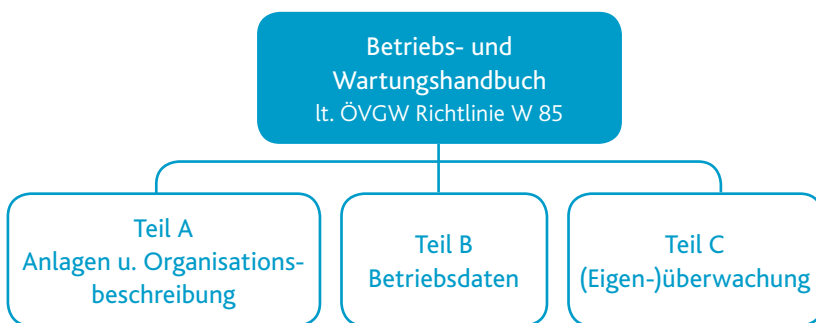 Betriebs- und
Wartungshandbuch
lt. ÖVGW Richtlinie W 85
Teil A
Anlagen u. Organisations-
beschreibung
Teil B
Betriebsdaten
Teil C
(Eigen-)überwachung